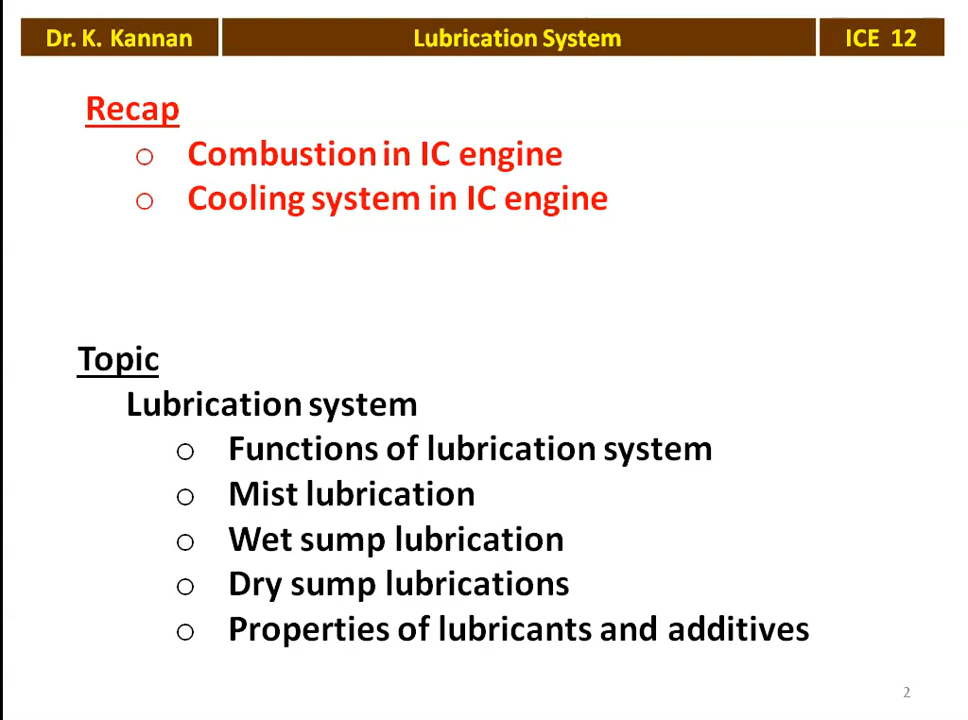 Dr. K. Kannan
Lubrication System
ICE 12
Recap
○ Combustion in IC engine
○ Cooling system in IC engine
Topic
Lubrication system
○ Functions of lubrication system
○ Mist lubrication
○ Wet sump lubrication
○ Dry sump lubrications
○ Properties of lubricants and additives
2